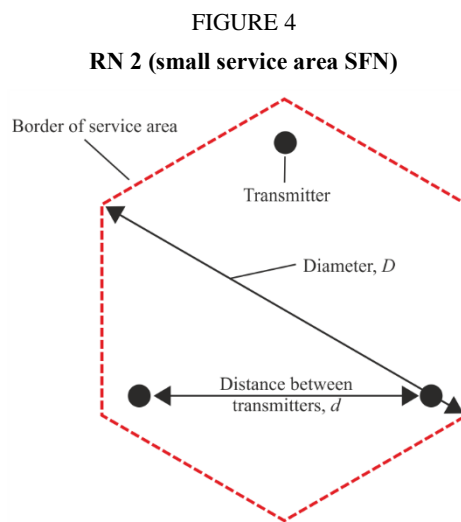 FIGURE 4
RN 2 (small service area SFN)
Border of service area
Transmitter
Diameter, D
Distance between
transmitters, d